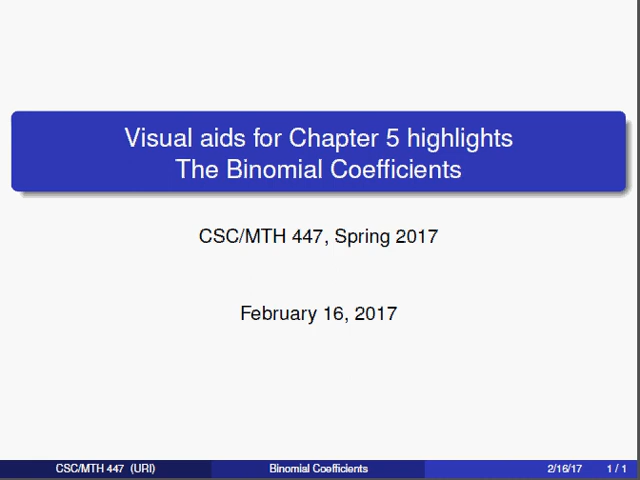 Visual aids for Chapter 5 highlights
The Binomial Coefficients
CSC/MTH 447, Spring 2017
February 16, 2017
CSC/MTH 447 (URI) Binomial Coefficients 2/16/17 1 / 1